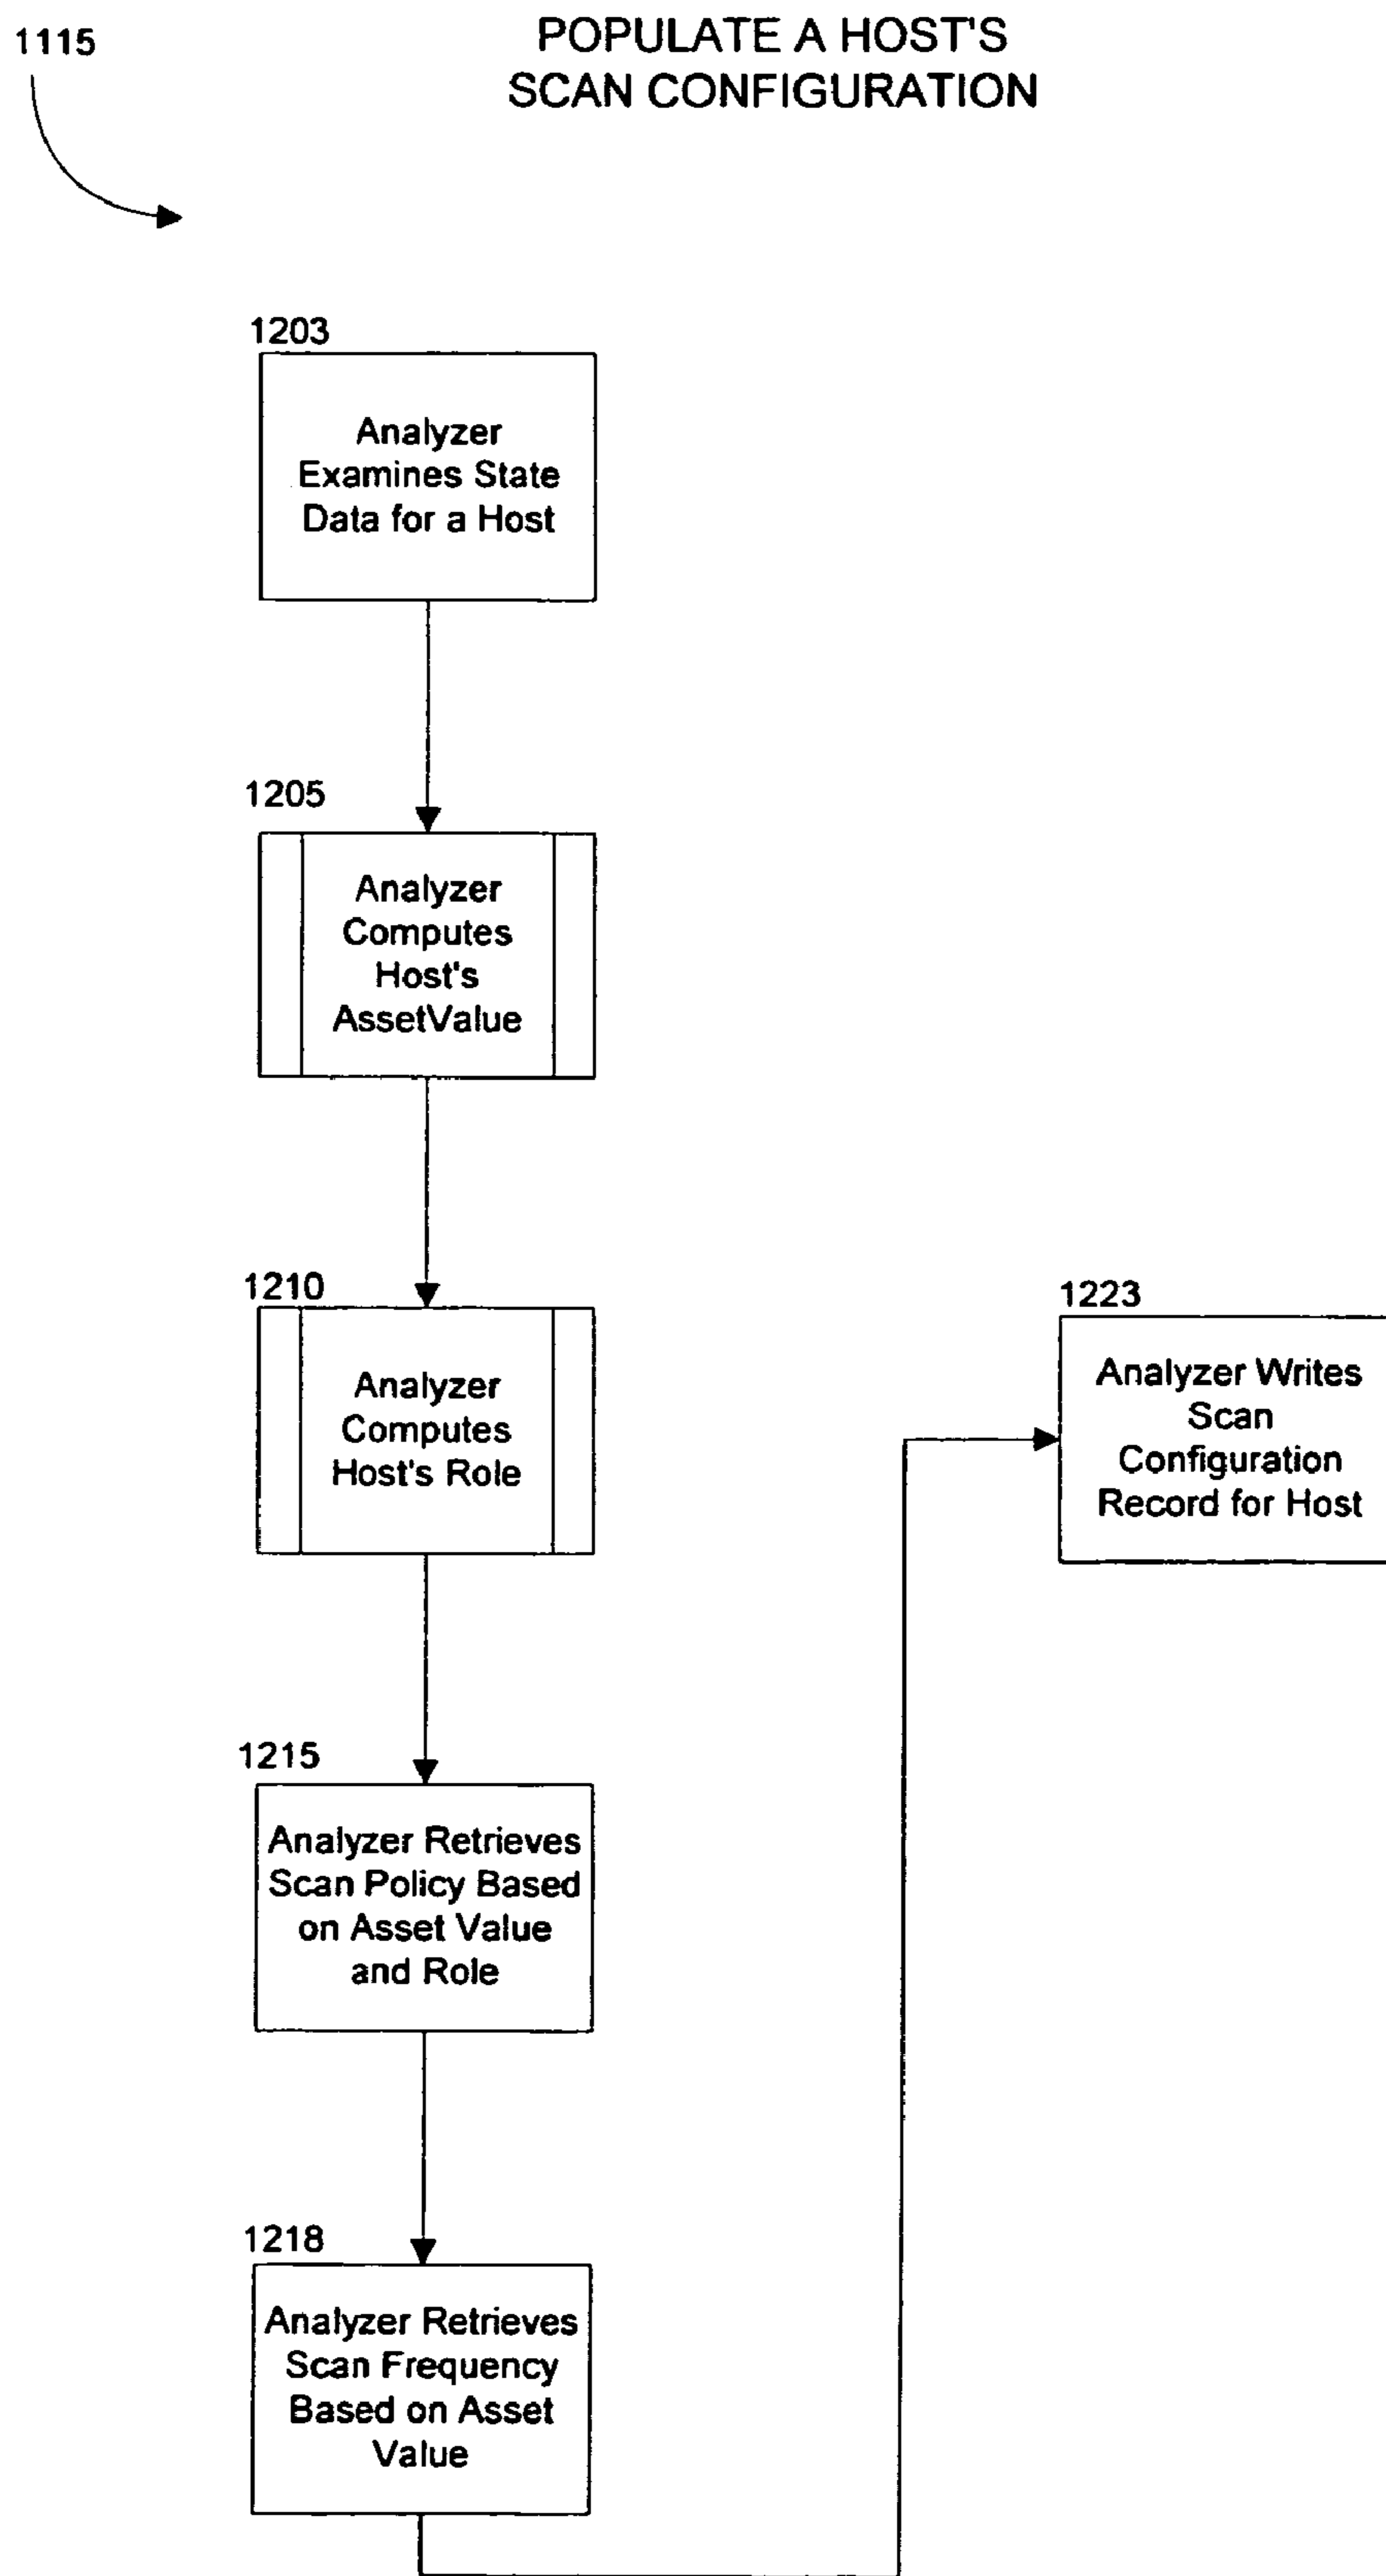 1115
POPULATE A HOST'S
SCAN CONFIGURATION
1203
Analyzer
Examines State
Data for a Host
1205
Analyzer
Computes
Host's
AssetValue
1210
Analyzer
Computes
Host's Role
1215
Analyzer Retrieves
Scan Policy Based
on Asset Value
and Role
1218
Analyzer Retrieves
Scan Frequency
Based on Asset
Value
1223
Analyzer Writes
Scan
Configuration
Record for Host